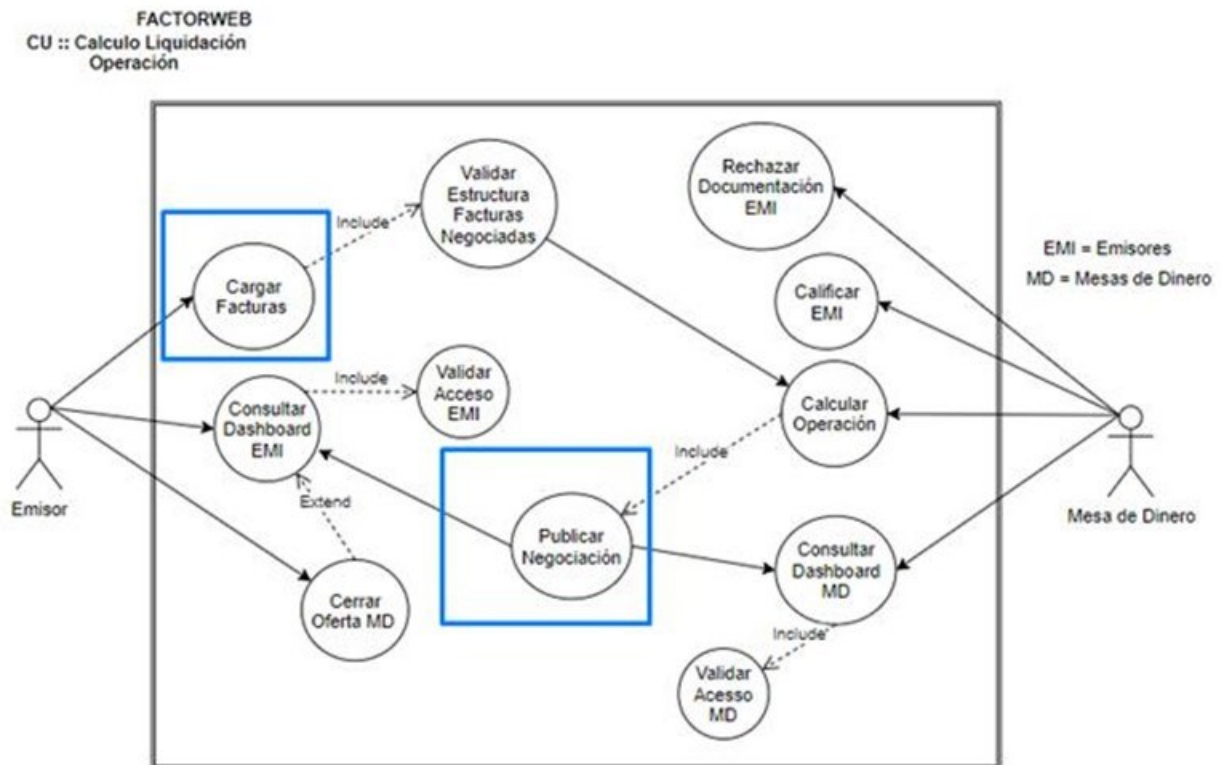 FACTORWEB
CU :: Calculo Liquidación
Operación
Validar
Estructura
Facturas
Negociadas
Rechazar
Documentación
EMI
Include
EMI = Emisores
MD = Mesas de Dinero
Cargar
Facturas
Calificar
EMI
Include
Validar
Acceso
EMI
Consultar
Dashboard
EMI
Calcular
Operación
Include
Emisor
Extend
Mesa de Dinero
Publicar
Negociación
Consultar
Dashboard
MD
Cerrar
Oferta MD
Include
Validar
Acesso
MD